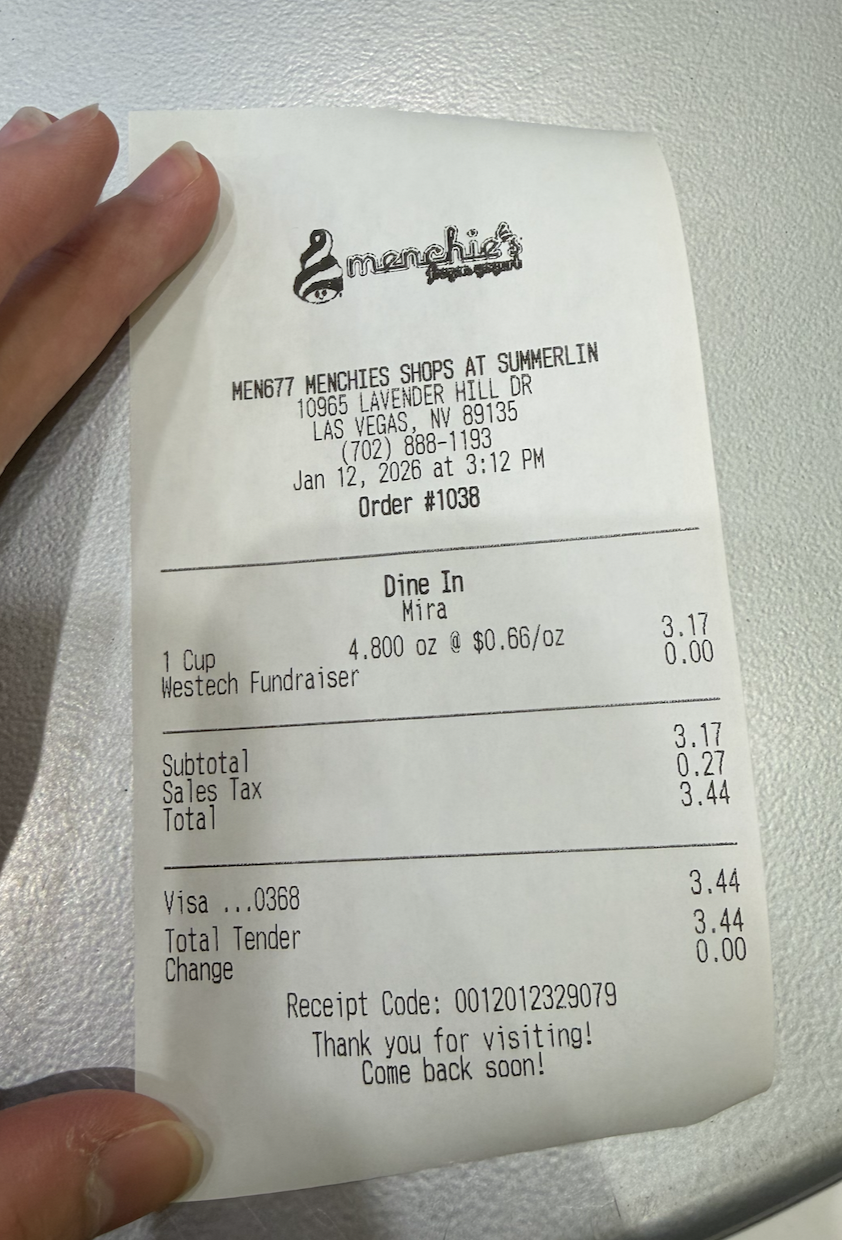 menchie's
frozen yogurt
MEN677 MENCHIES SHOPS AT SUMMERLIN
10965 LAVENDER HILL DR
LAS VEGAS, NV 89135
(702) 888-1193
Jan 12, 2026 at 3:12 PM
Order #1038
Dine In
Mira
1 Cup 4.800 oz @ $0.66/oz 3.17
Westech Fundraiser 0.00
Subtotal 3.17
Sales Tax 0.27
Total 3.44
Visa ...0368 3.44
Total Tender 3.44
Change 0.00
Receipt Code: 0012012329079
Thank you for visiting!
Come back soon!